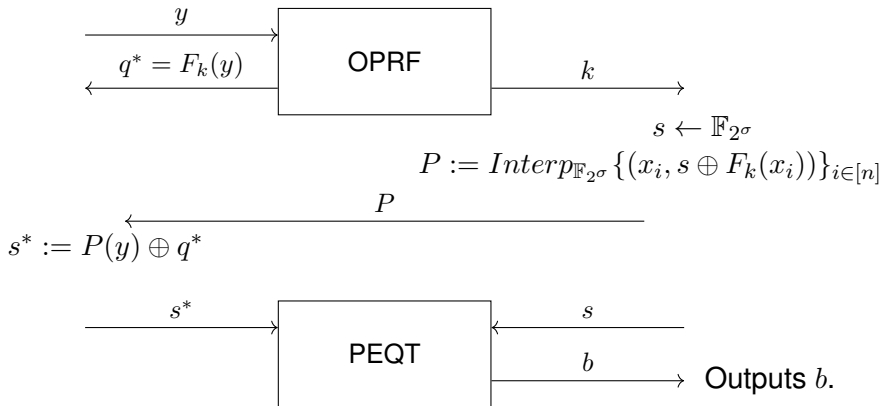 y
OPRF
q* = F_k(y)
k
s ← 𝔽_{2^σ}
P := Interp_{𝔽_{2^σ}} {(x_i, s ⊕ F_k(x_i))}_{i∈[n]}
P
s* := P(y) ⊕ q*
s*
s
PEQT
b
Outputs b.